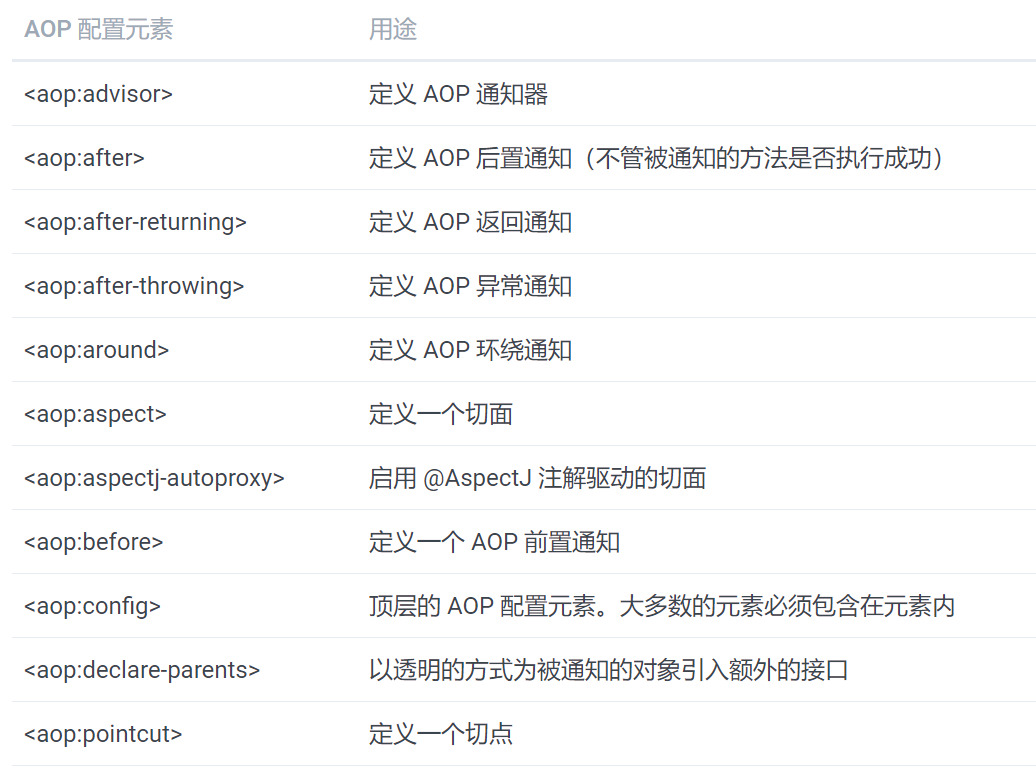 AOP 配置元素 用途
<aop:advisor> 定义 AOP 通知器
<aop:after> 定义 AOP 后置通知（不管被通知的方法是否执行成功）
<aop:after-returning> 定义 AOP 返回通知
<aop:after-throwing> 定义 AOP 异常通知
<aop:around> 定义 AOP 环绕通知
<aop:aspect> 定义一个切面
<aop:aspectj-autoproxy> 启用 @AspectJ 注解驱动的切面
<aop:before> 定义一个 AOP 前置通知
<aop:config> 顶层的 AOP 配置元素。大多数的元素必须包含在元素内
<aop:declare-parents> 以透明的方式为被通知的对象引入额外的接口
<aop:pointcut> 定义一个切点